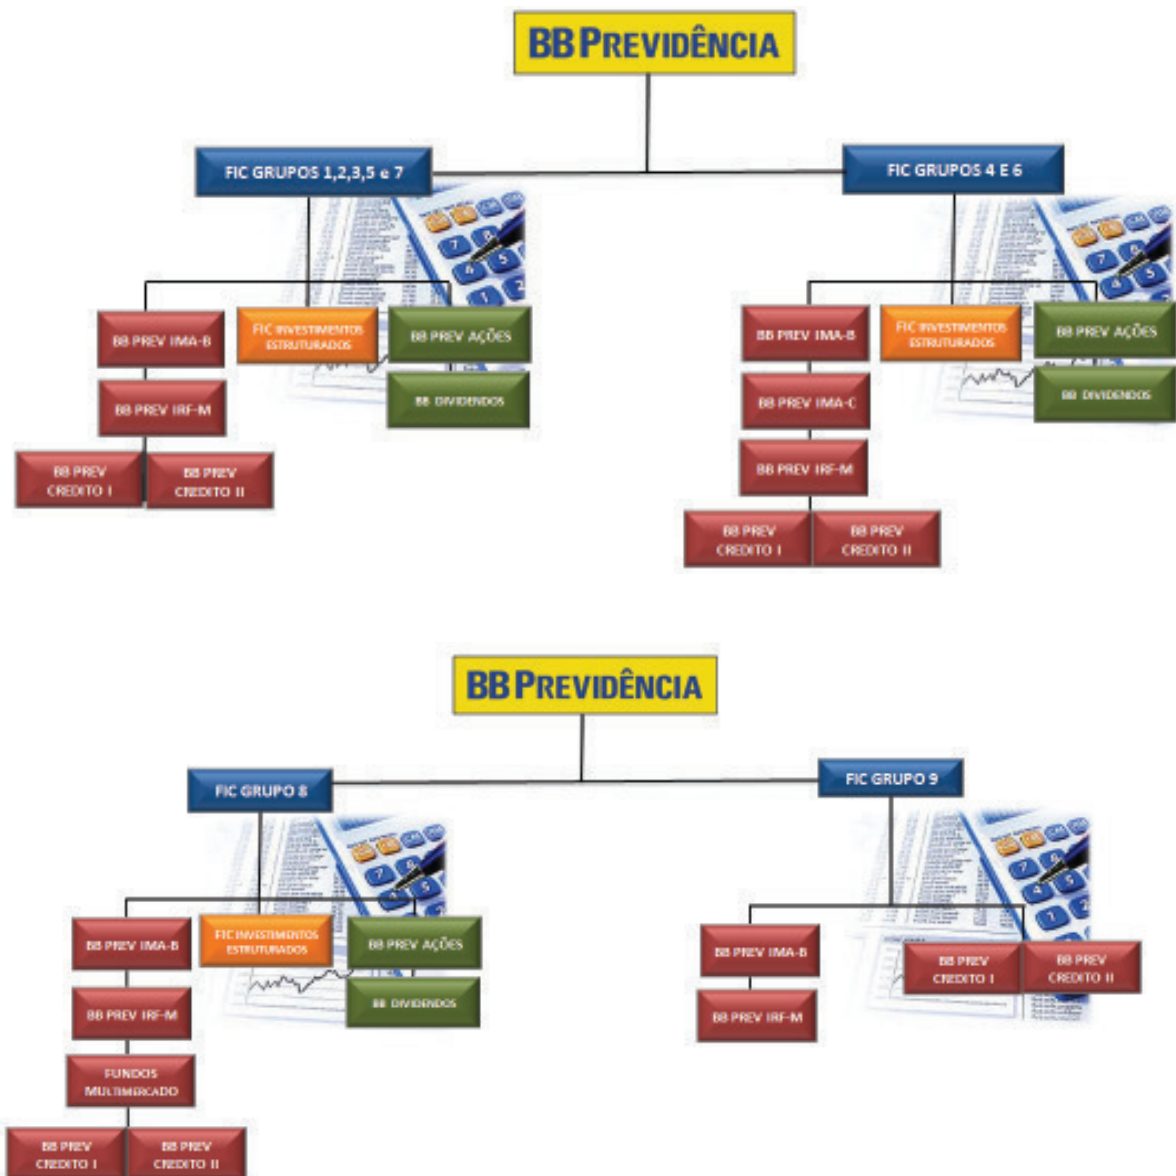 BB PREVIDÊNCIA
FIC GRUPOS 1,2,3,5 e 7
FIC GRUPOS 4 E 6
BB PREV IMA-B
FIC INVESTIMENTOS
ESTRUTURADOS
BB PREV AÇÕES
BB PREV IRF-M
BB DIVIDENDOS
BB PREV
CREDITO I
BB PREV
CREDITO II
BB PREV IMA-B
FIC INVESTIMENTOS
ESTRUTURADOS
BB PREV AÇÕES
BB PREV IMA-C
BB DIVIDENDOS
BB PREV IRF-M
BB PREV
CREDITO I
BB PREV
CREDITO II
BB PREVIDÊNCIA
FIC GRUPO 8
FIC GRUPO 9
BB PREV IMA-B
FIC INVESTIMENTOS
ESTRUTURADOS
BB PREV AÇÕES
BB PREV IRF-M
BB DIVIDENDOS
FUNDOS
MULTIMERCADO
BB PREV
CREDITO I
BB PREV
CREDITO II
BB PREV IMA-B
BB PREV
CREDITO I
BB PREV
CREDITO II
BB PREV IRF-M